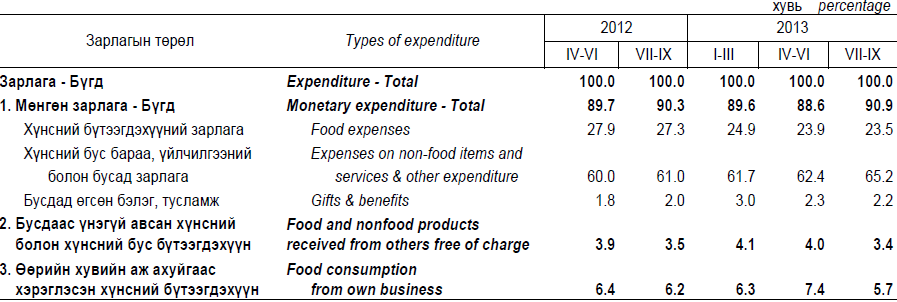 хувь percentage
Зарлагын төрөл Types of expenditure 2012 2013
IV-VI VII-IX I-III IV-VI VII-IX
Зарлага - Бүгд Expenditure - Total 100.0 100.0 100.0 100.0 100.0
1. Мөнгөн зарлага - Бүгд Monetary expenditure - Total 89.7 90.3 89.6 88.6 90.9
Хүнсний бүтээгдэхүүний зарлага Food expenses 27.9 27.3 24.9 23.9 23.5
Хүнсний бус бараа, үйлчилгээний Expenses on non-food items and
болон бусад зарлага services & other expenditure 60.0 61.0 61.7 62.4 65.2
Бусдад өгсөн бэлэг, тусламж Gifts & benefits 1.8 2.0 3.0 2.3 2.2
2. Бусдаас үнэгүй авсан хүнсний Food and nonfood products
болон хүнсний бус бүтээгдэхүүн received from others free of charge 3.9 3.5 4.1 4.0 3.4
3. Өөрийн хувийн аж ахуйгаас Food consumption
хэрэглэсэн хүнсний бүтээгдэхүүн from own business 6.4 6.2 6.3 7.4 5.7